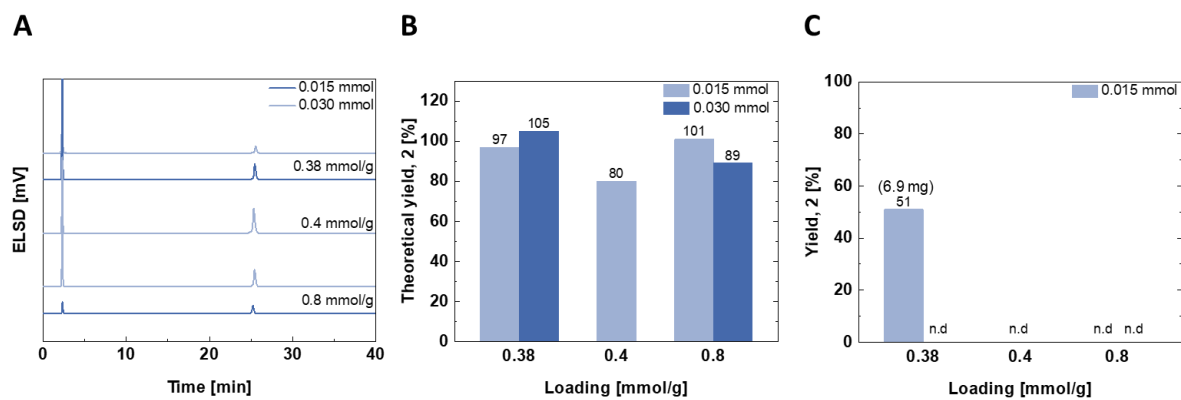 A
0.015 mmol
0.030 mmol
0.38 mmol/g
0.4 mmol/g
0.8 mmol/g
ELSD [mV]
0 10 20 30 40
Time [min]
B
0.015 mmol
0.030 mmol
Theoretical yield, 2 [%]
120
100
80
60
40
20
0
97
105
80
101
89
0.38 0.4 0.8
Loading [mmol/g]
C
0.015 mmol
Yield, 2 [%]
100
80
60
40
20
0
(6.9 mg)
51
n.d n.d n.d n.d
0.38 0.4 0.8
Loading [mmol/g]